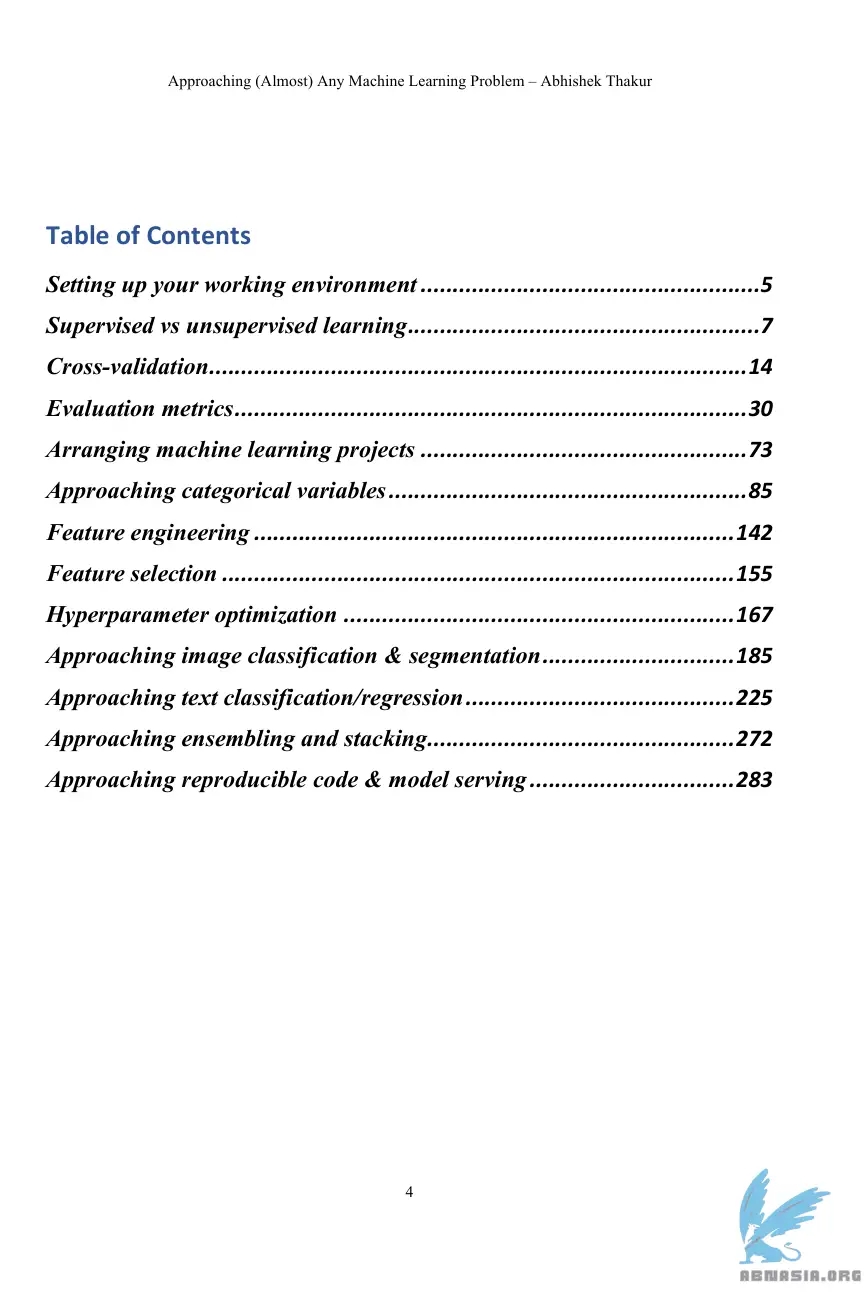 Approaching (Almost) Any Machine Learning Problem – Abhishek Thakur
Table of Contents
Setting up your working environment.....................................................5
Supervised vs unsupervised learning.......................................................7
Cross-validation....................................................................................14
Evaluation metrics................................................................................30
Arranging machine learning projects ...................................................73
Approaching categorical variables........................................................85
Feature engineering ...........................................................................142
Feature selection ................................................................................155
Hyperparameter optimization .............................................................167
Approaching image classification & segmentation..............................185
Approaching text classification/regression..........................................225
Approaching ensembling and stacking................................................272
Approaching reproducible code & model serving................................283
4
ABNASIA.ORG